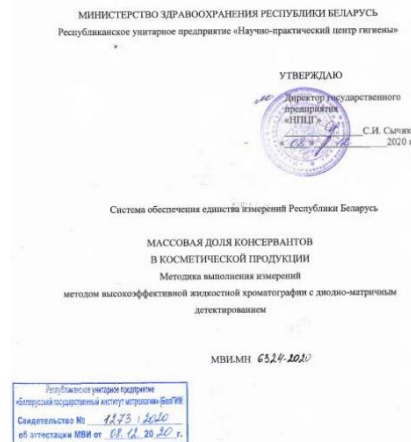 МИНИСТЕРСТВО ЗДРАВООХРАНЕНИЯ РЕСПУБЛИКИ БЕЛАРУСЬ
Республиканское унитарное предприятие «Научно-практический центр гигиены»
УТВЕРЖДАЮ
Директор государственного
предприятия
«НПЦГ»
С.И. Сычик
2020 г
Система обеспечения единства измерений Республики Беларусь
МАССОВАЯ ДОЛЯ КОНСЕРВАНТОВ
В КОСМЕТИЧЕСКОЙ ПРОДУКЦИИ
Методика выполнения измерений
методом высокоэффективной жидкостной хроматографии с диодно-матричным
детектированием
МВИ.МН 6324-2020
Республиканское унитарное предприятие
«Белорусский государственный институт метрологии» (БелГИМ
Свидетельство № 1273 / 2020
об аттестации МВИ от 08.12.2020 г.